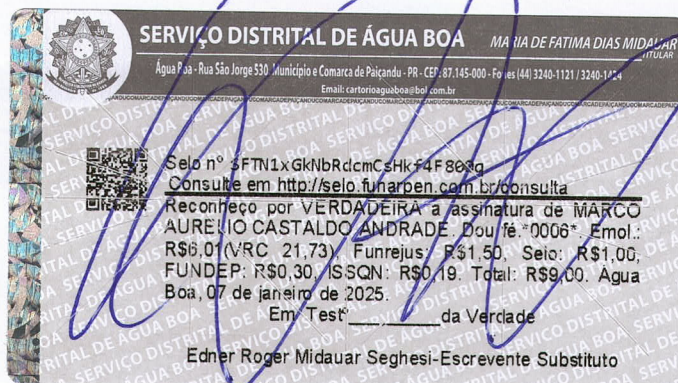 SERVIÇO DISTRITAL DE ÁGUA BOA MARIA DE FATIMA DIAS MIDAUAR
TITULAR
Água Boa - Rua São Jorge 530 Município e Comarca de Paiçandu - PR - CEP: 87.145-000 - Fones (44) 3240-1121 /
Email: cartorioaguaboa@bol.com.br
Selo nº
Consulte em http://selo.funarpen.com.br/consulta
Reconheço por VERDADEIRA a assinatura de MARCO
AURELIO CASTALDO ANDRADE. Dou fé.*0006*. Emol.:
R$6,01(VRC 21,73), Funrejus: R$1,50, Selo: R$1,00,
FUNDEP: R$0,30, ISSQN: R$0,19. Total: R$9,00. Água
Boa, 07 de janeiro de 2025.
Em Testº ________ da Verdade
Edner Roger Midauar Seghesi-Escrevente Substituto